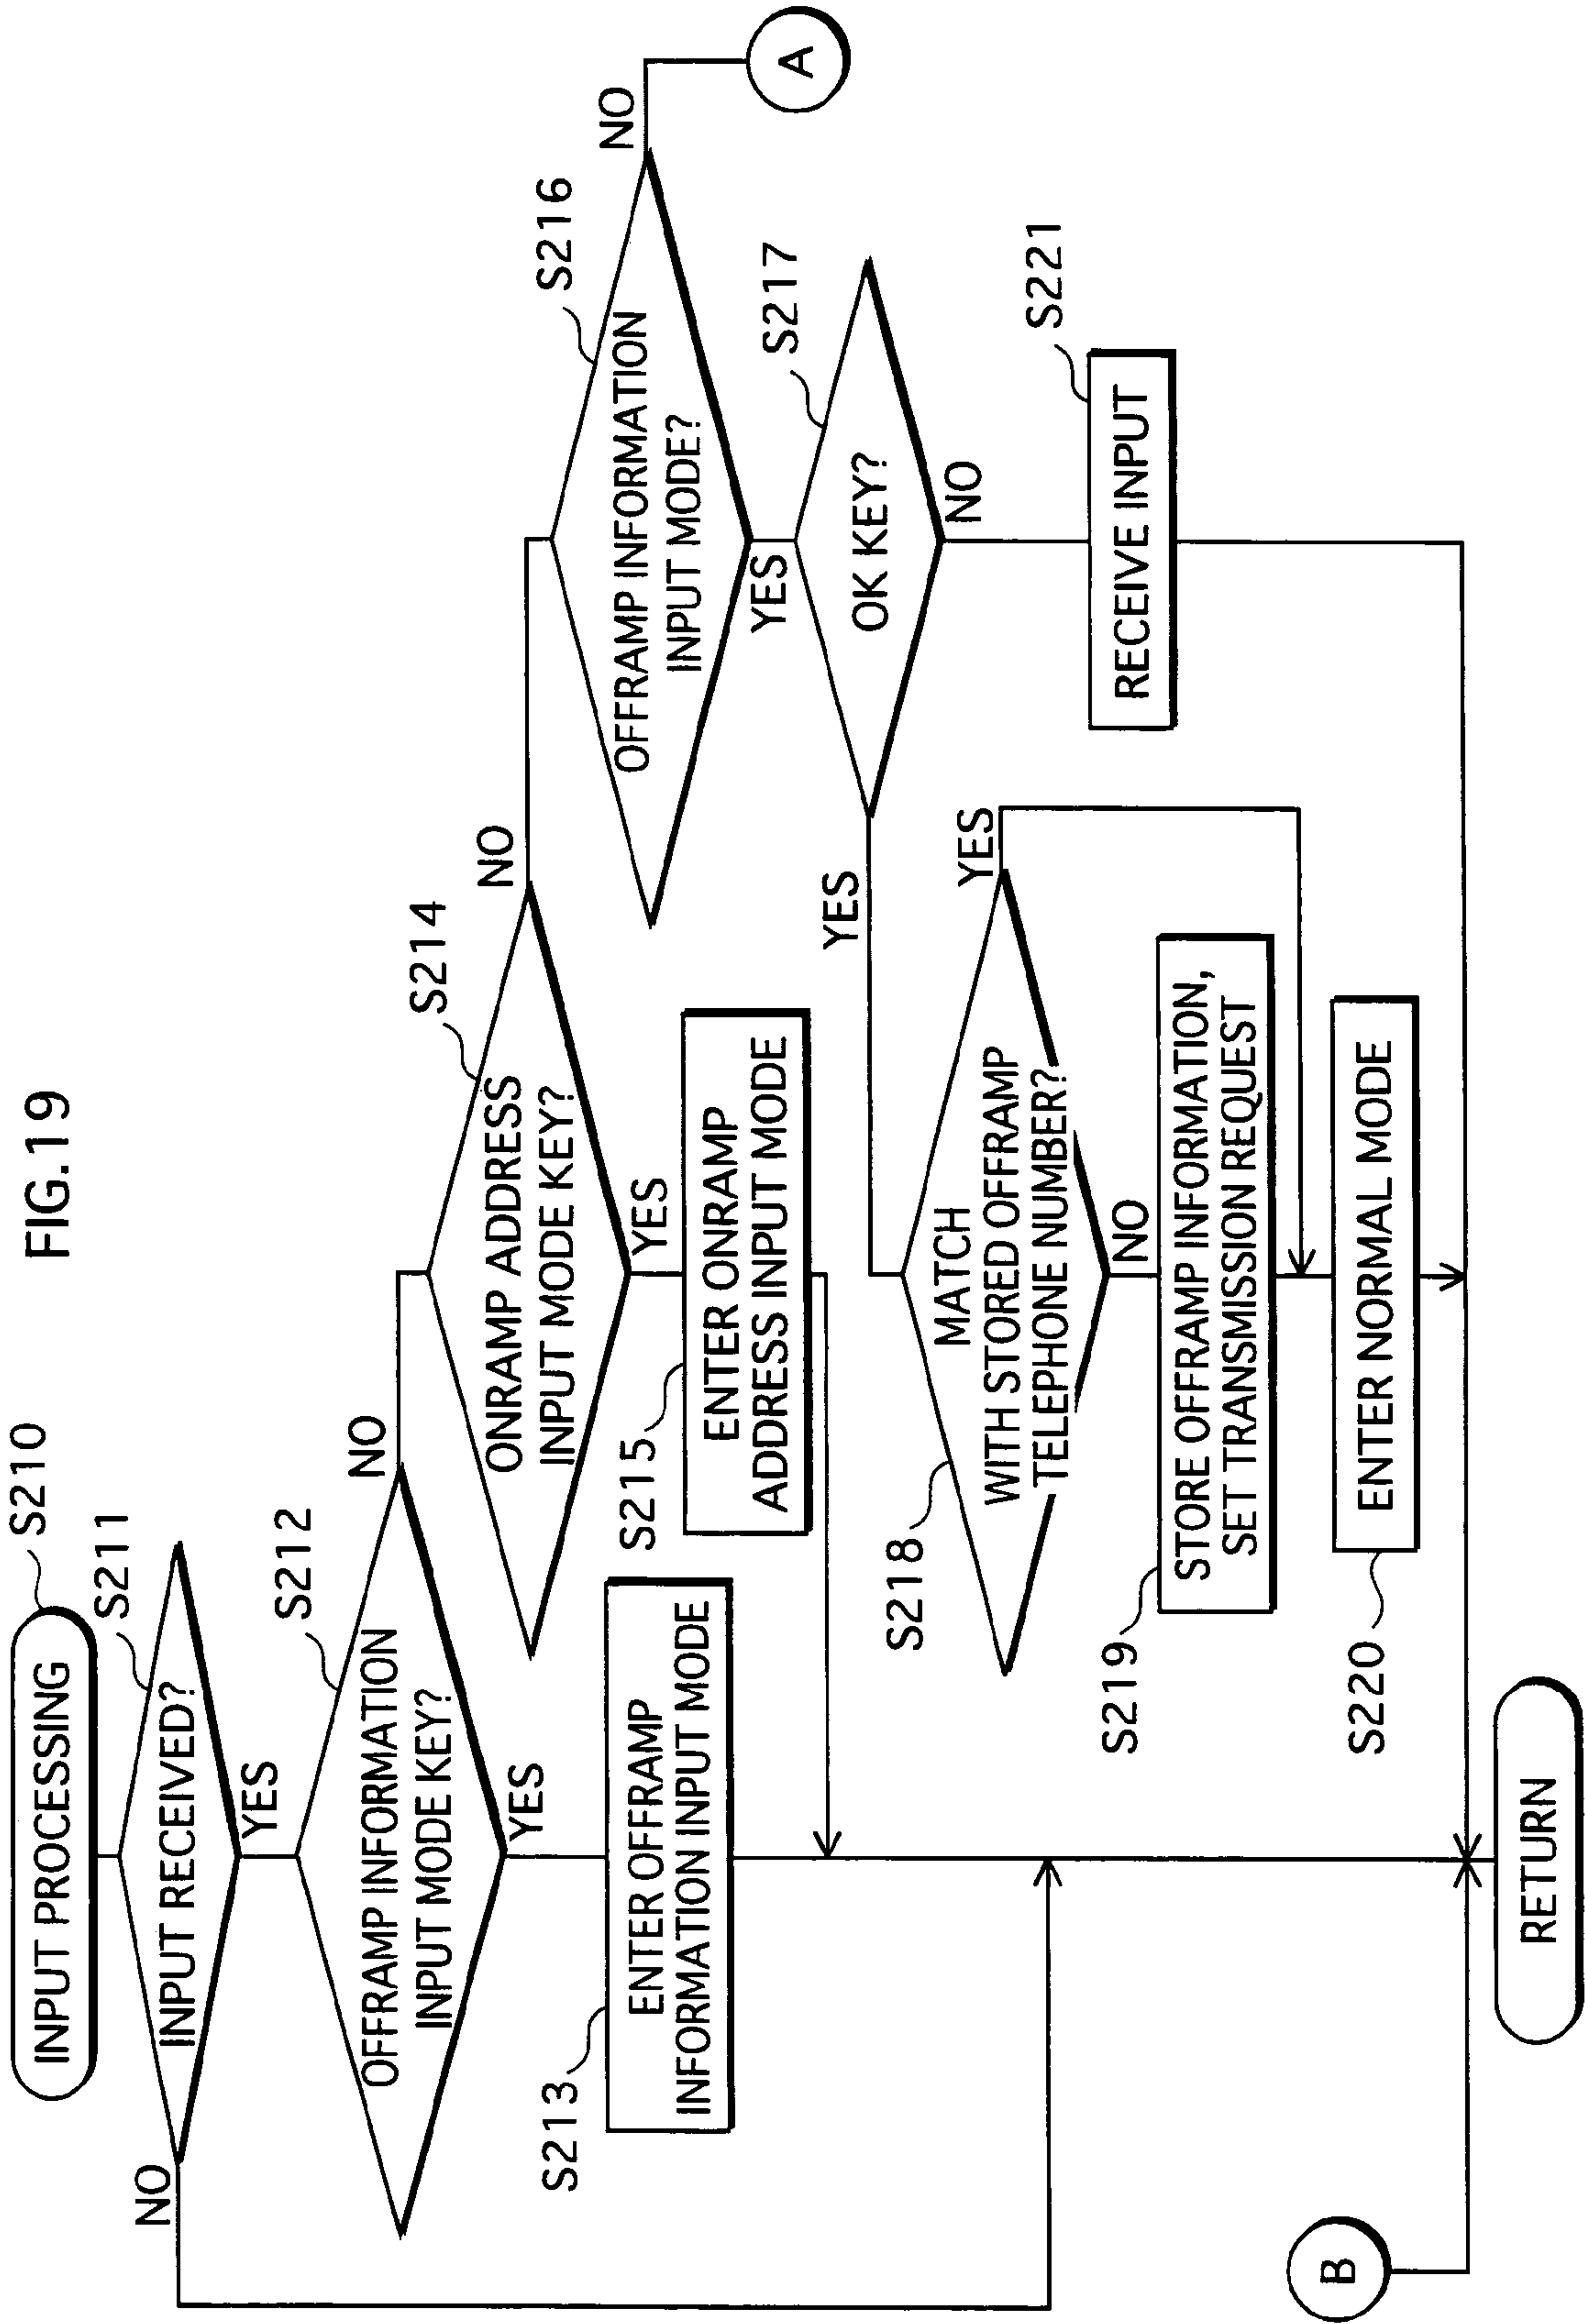 FIG.19
INPUT PROCESSING
S210
INPUT RECEIVED?
S211
NO
YES
OFFRAMP INFORMATION
INPUT MODE KEY?
S212
NO
YES
ENTER OFFRAMP
INFORMATION INPUT MODE
S213
ONRAMP ADDRESS
INPUT MODE KEY?
S214
NO
YES
ENTER ONRAMP
ADDRESS INPUT MODE
S215
OFFRAMP INFORMATION
INPUT MODE?
S216
NO
A
YES
OK KEY?
S217
YES
NO
MATCH
WITH STORED OFFRAMP
TELEPHONE NUMBER?
S218
YES
NO
STORE OFFRAMP INFORMATION,
SET TRANSMISSION REQUEST
S219
ENTER NORMAL MODE
S220
RECEIVE INPUT
S221
B
RETURN